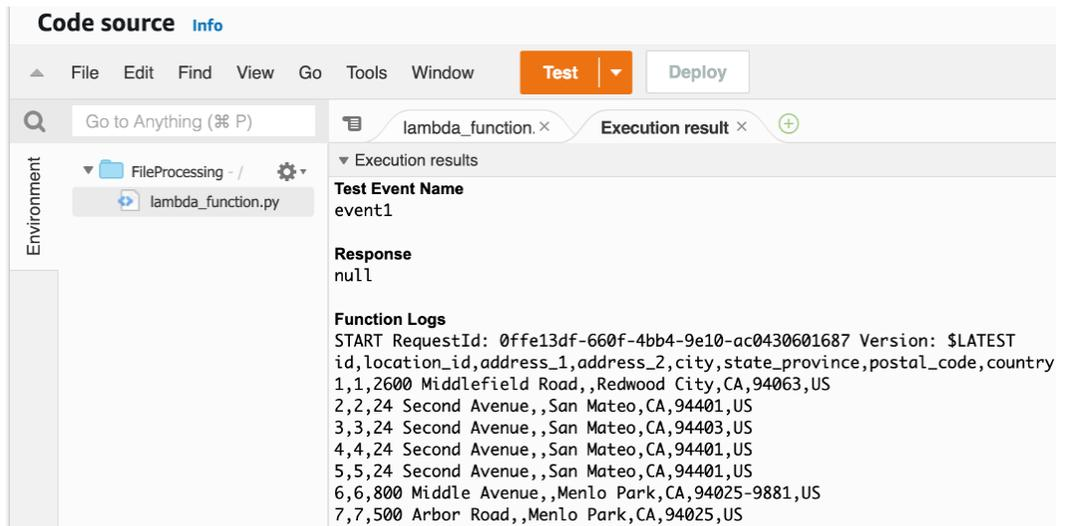 Code source Info
File Edit Find View Go Tools Window Test Deploy
Go to Anything (⌘ P)
lambda_function. × Execution result ×
Environment
FileProcessing - /
lambda_function.py
Execution results
Test Event Name
event1
Response
null
Function Logs
START RequestId: 0ffe13df-660f-4bb4-9e10-ac0430601687 Version: $LATEST
id,location_id,address_1,address_2,city,state_province,postal_code,country
1,1,2600 Middlefield Road,,Redwood City,CA,94063,US
2,2,24 Second Avenue,,San Mateo,CA,94401,US
3,3,24 Second Avenue,,San Mateo,CA,94403,US
4,4,24 Second Avenue,,San Mateo,CA,94401,US
5,5,24 Second Avenue,,San Mateo,CA,94401,US
6,6,800 Middle Avenue,,Menlo Park,CA,94025-9881,US
7,7,500 Arbor Road,,Menlo Park,CA,94025,US